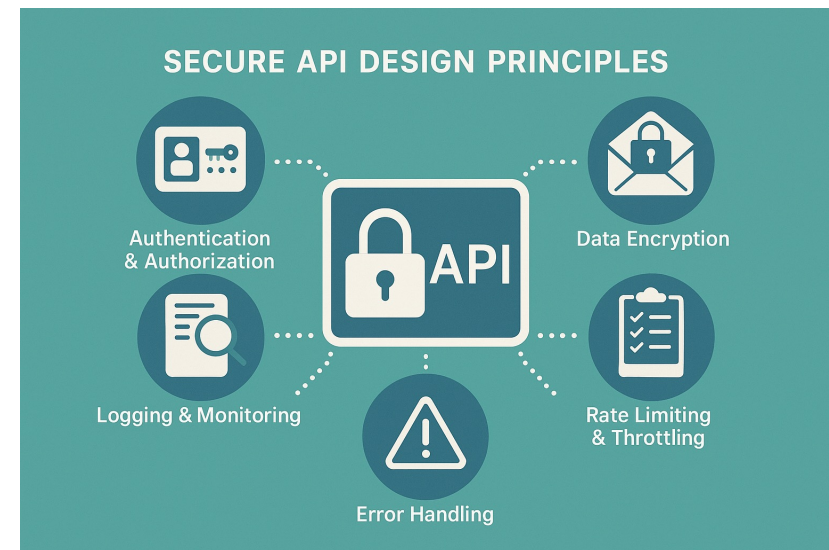 SECURE API DESIGN PRINCIPLES
Authentication
& Authorization
Data Encryption
API
Logging & Monitoring
Rate Limiting
& Throttling
Error Handling